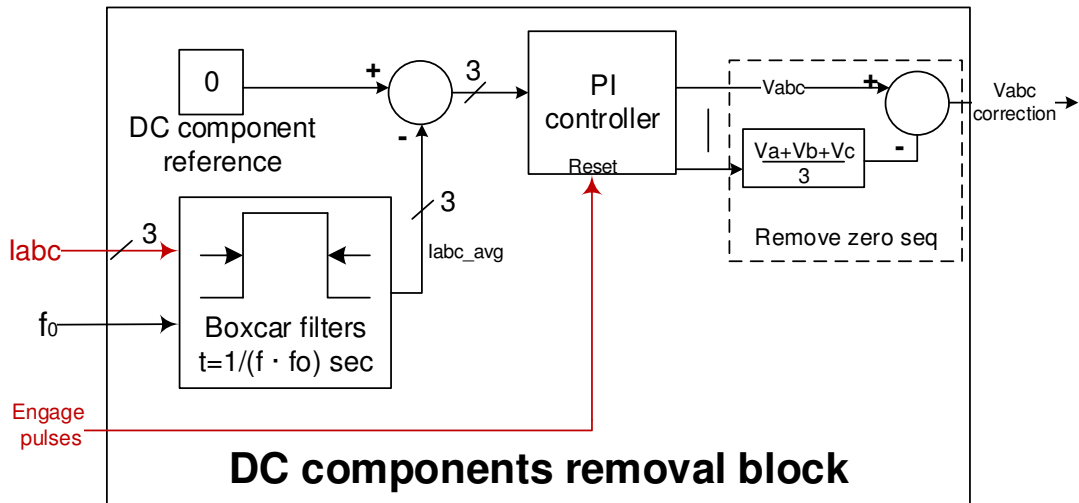 0
DC component
reference
+
-
3
3
Iabc_avg
PI
controller
Reset
Vabc
Va+Vb+Vc
3
+
-
Remove zero seq
Vabc
correction
Iabc
3
f₀
Boxcar filters
t=1/(f · fo) sec
Engage
pulses
DC components removal block